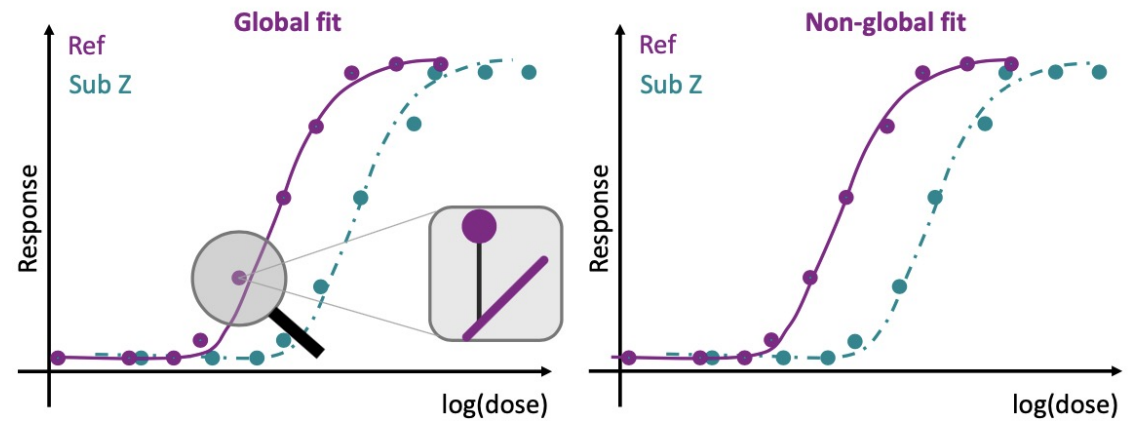 Global fit
Ref
Sub Z
Response
log(dose)
Non-global fit
Ref
Sub Z
Response
log(dose)